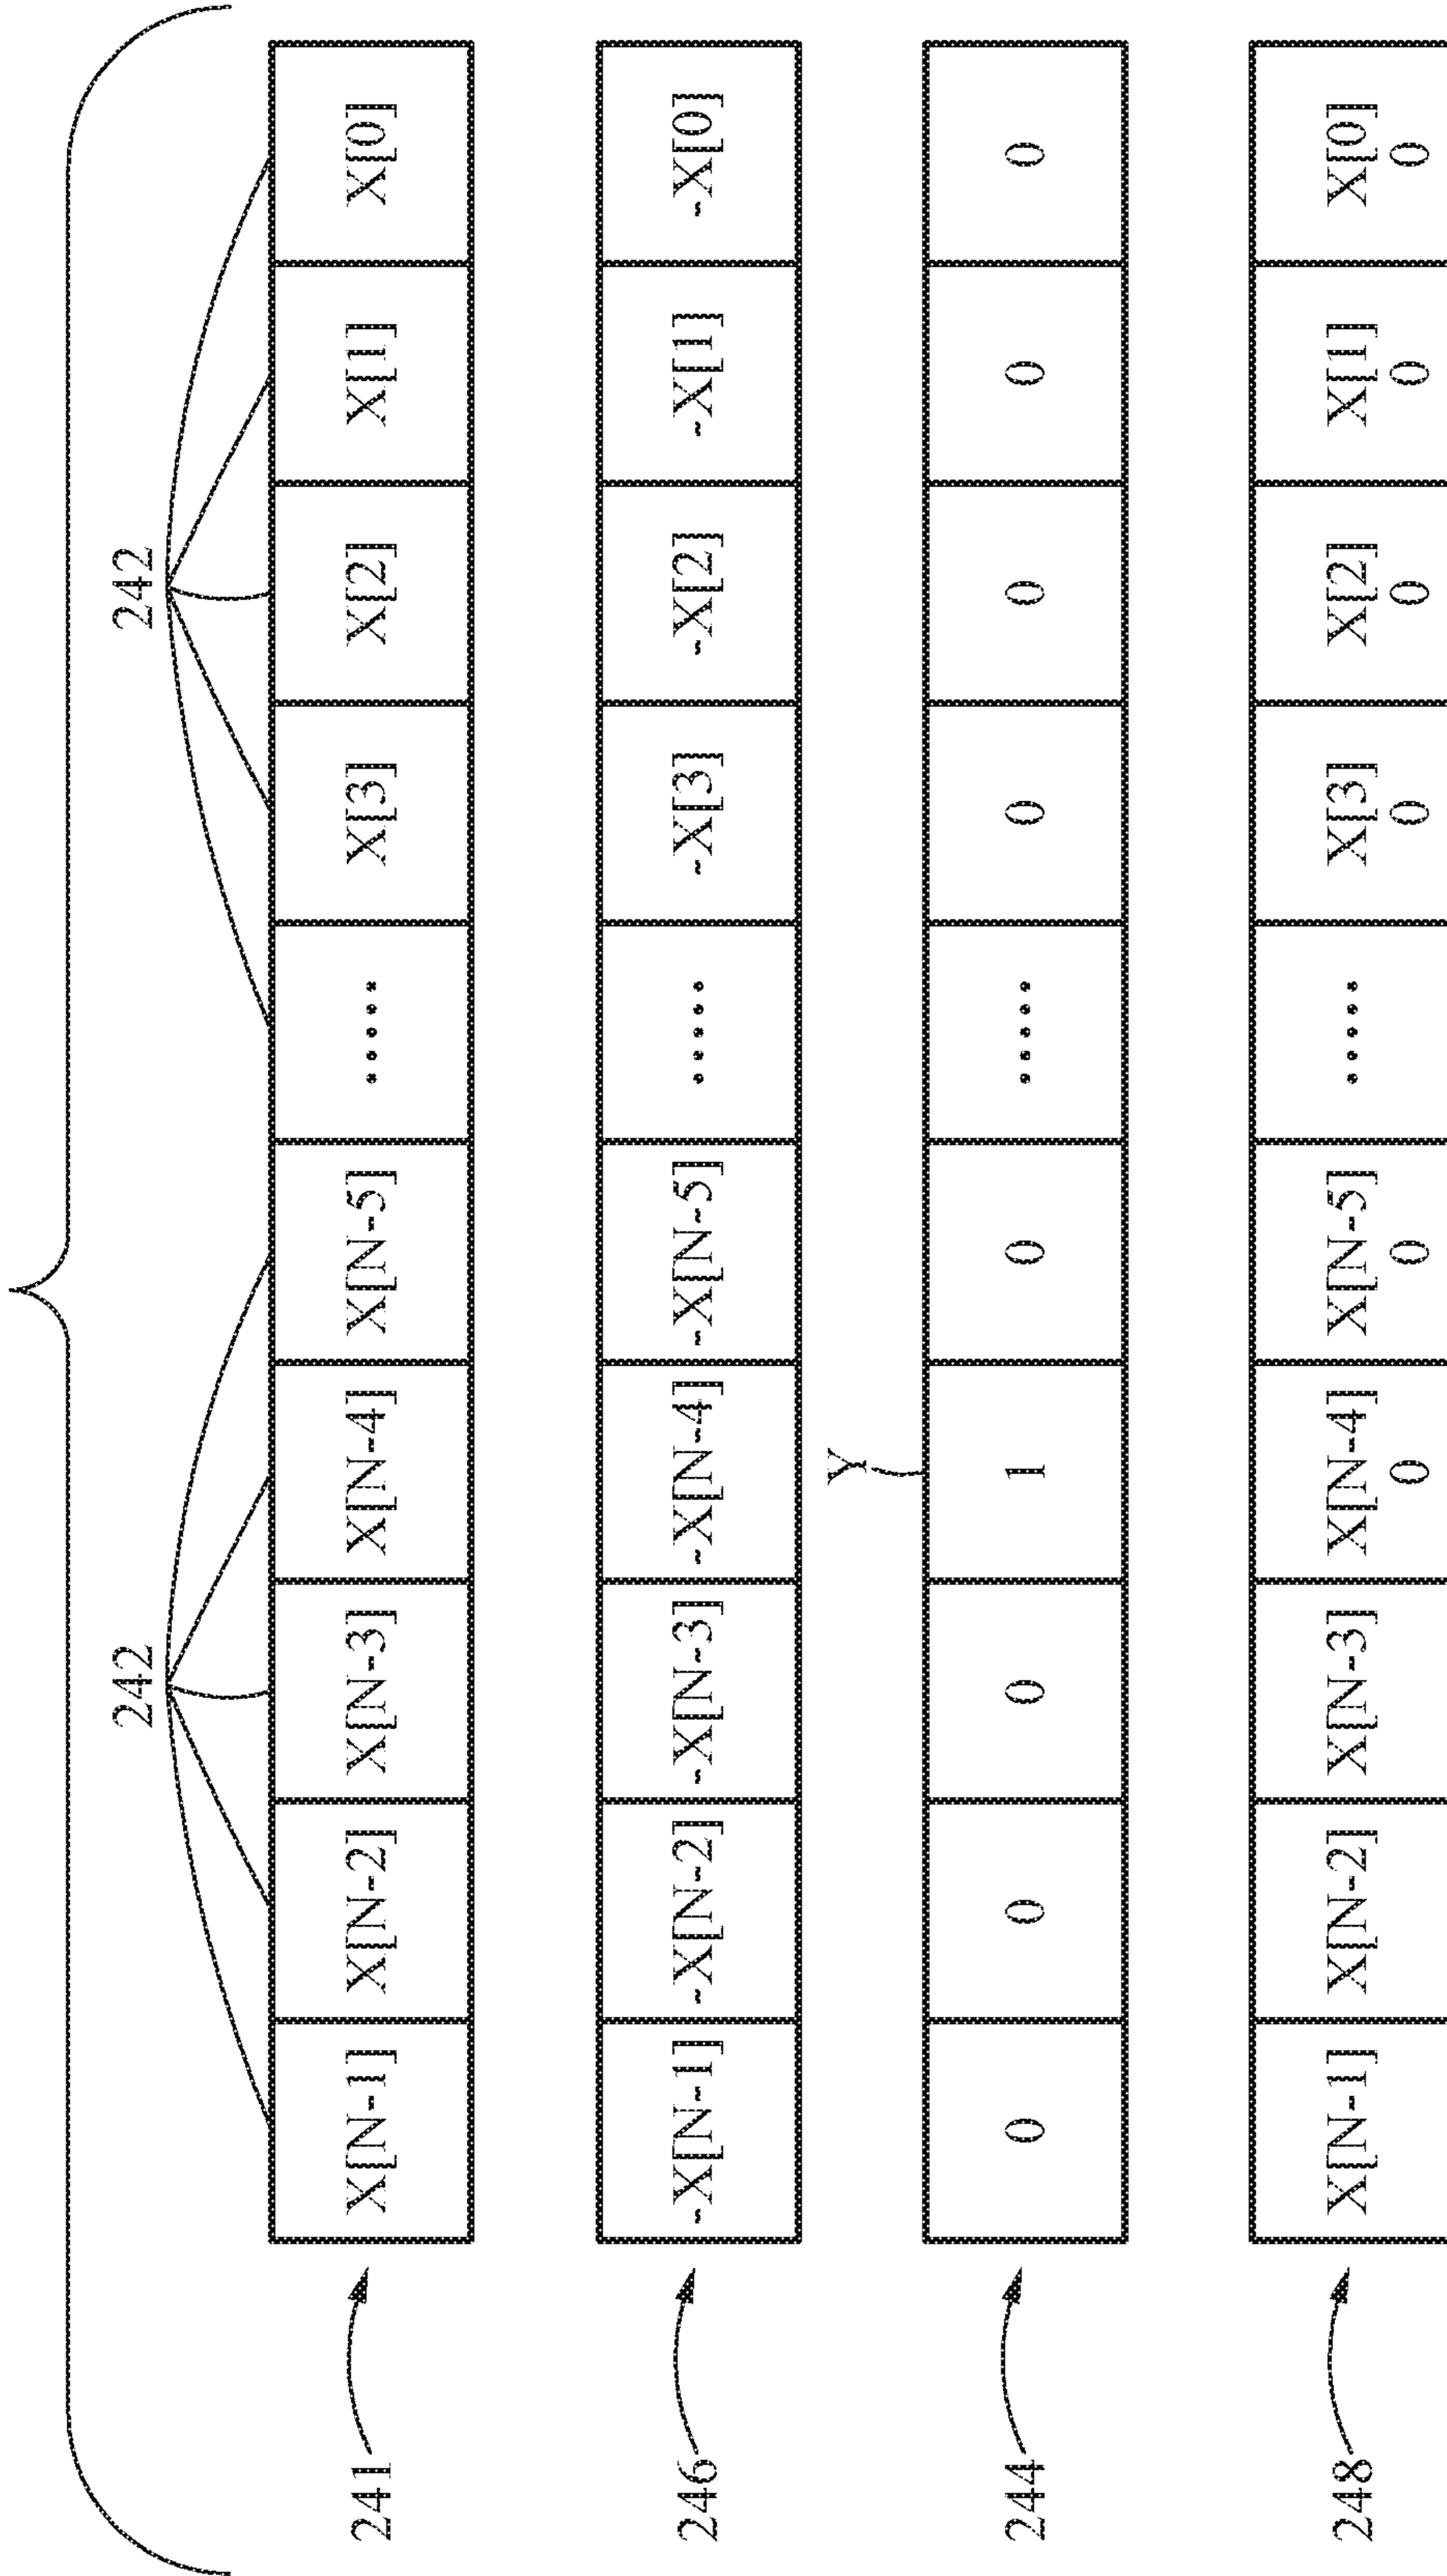 242 242
241 X[N-1] X[N-2] X[N-3] X[N-4] X[N-5] ..... X[3] X[2] X[1] X[0]
246 ~X[N-1] ~X[N-2] ~X[N-3] ~X[N-4] ~X[N-5] ..... ~X[3] ~X[2] ~X[1] ~X[0]
Y
244 0 0 0 1 0 ..... 0 0 0 0
248 X[N-1] X[N-2] X[N-3] X[N-4] X[N-5] ..... X[3] X[2] X[1] X[0]
0 0 0 0 0 0